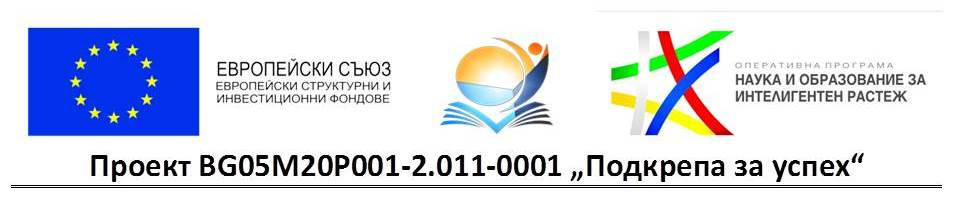 ЕВРОПЕЙСКИ СЪЮЗ
ЕВРОПЕЙСКИ СТРУКТУРНИ И
ИНВЕСТИЦИОННИ ФОНДОВЕ
ОПЕРАТИВНА ПРОГРАМА
НАУКА И ОБРАЗОВАНИЕ ЗА
ИНТЕЛИГЕНТЕН РАСТЕЖ
Проект BG05M20P001-2.011-0001 „Подкрепа за успех“